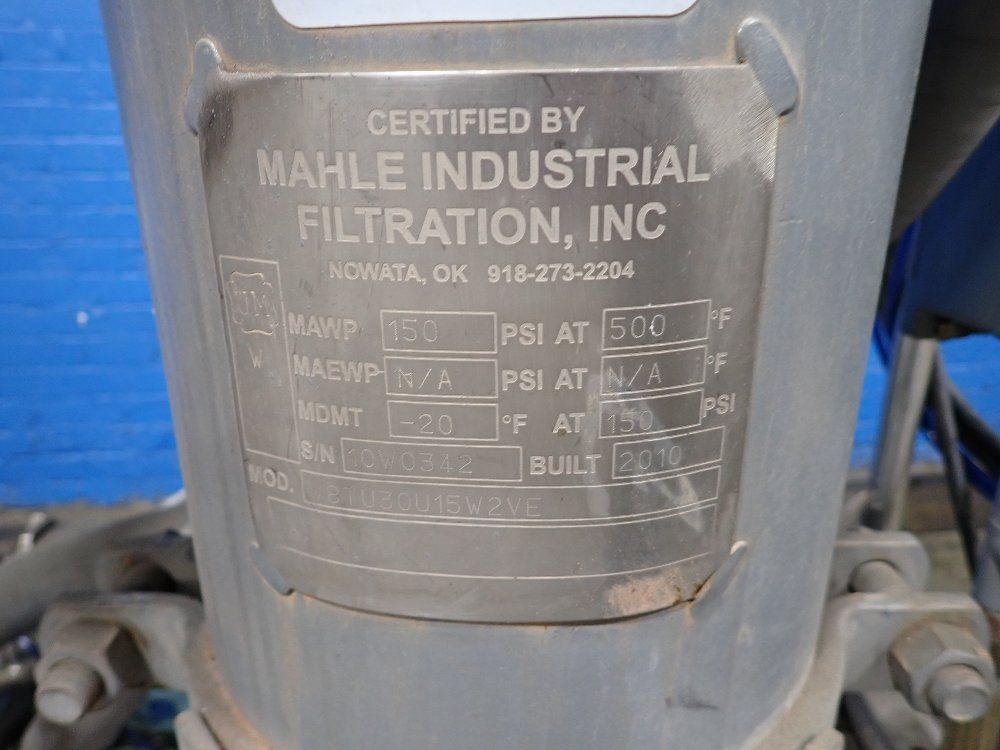 CERTIFIED BY
MAHLE INDUSTRIAL
FILTRATION, INC
NOWATA, OK 918-273-2204
UM
W
MAWP 150 PSI AT 500 °F
MAEWP N/A PSI AT N/A °F
MDMT -20 °F AT 150 PSI
S/N 10W0342 BUILT 2010
MOD.